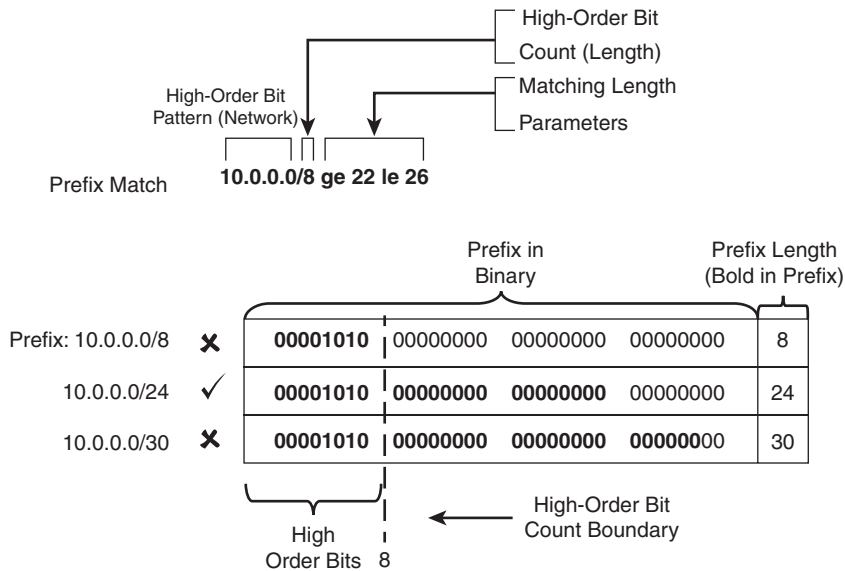 High-Order Bit
Count (Length)
Matching Length
Parameters
High-Order Bit
Pattern (Network)
Prefix Match
10.0.0.0/8 ge 22 le 26
Prefix in
Binary
Prefix Length
(Bold in Prefix)
Prefix: 10.0.0.0/8 00001010 00000000 00000000 00000000 8
10.0.0.0/24 00001010 00000000 00000000 00000000 24
10.0.0.0/30 00001010 00000000 00000000 00000000 30
High
Order Bits
8
High-Order Bit
Count Boundary